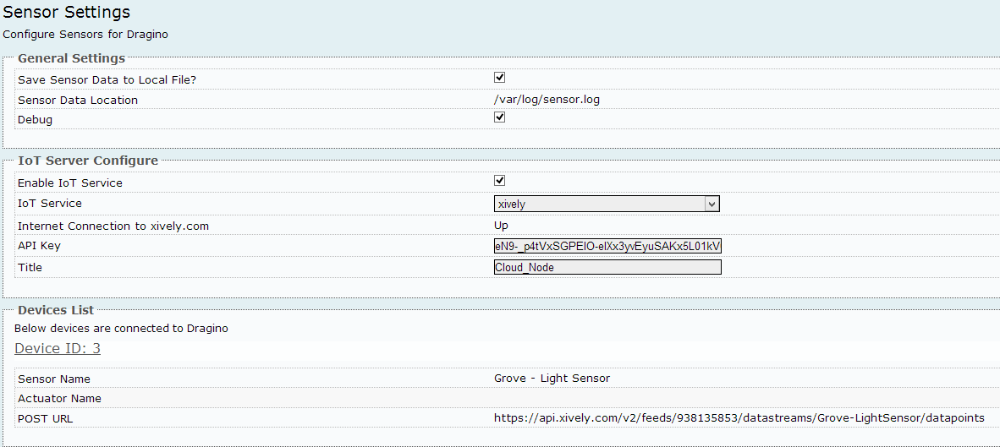 Sensor Settings
Configure Sensors for Dragino
General Settings
Save Sensor Data to Local File?
Sensor Data Location /var/log/sensor.log
Debug
IoT Server Configure
Enable IoT Service
IoT Service xively
Internet Connection to xively.com Up
API Key eN9-_p4tVxSGPEIO-elXx3yvEyuSAKx5L01kV
Title Cloud_Node
Devices List
Below devices are connected to Dragino
Device ID: 3
Sensor Name Grove - Light Sensor
Actuator Name
POST URL https://api.xively.com/v2/feeds/938135853/datastreams/Grove-LightSensor/datapoints